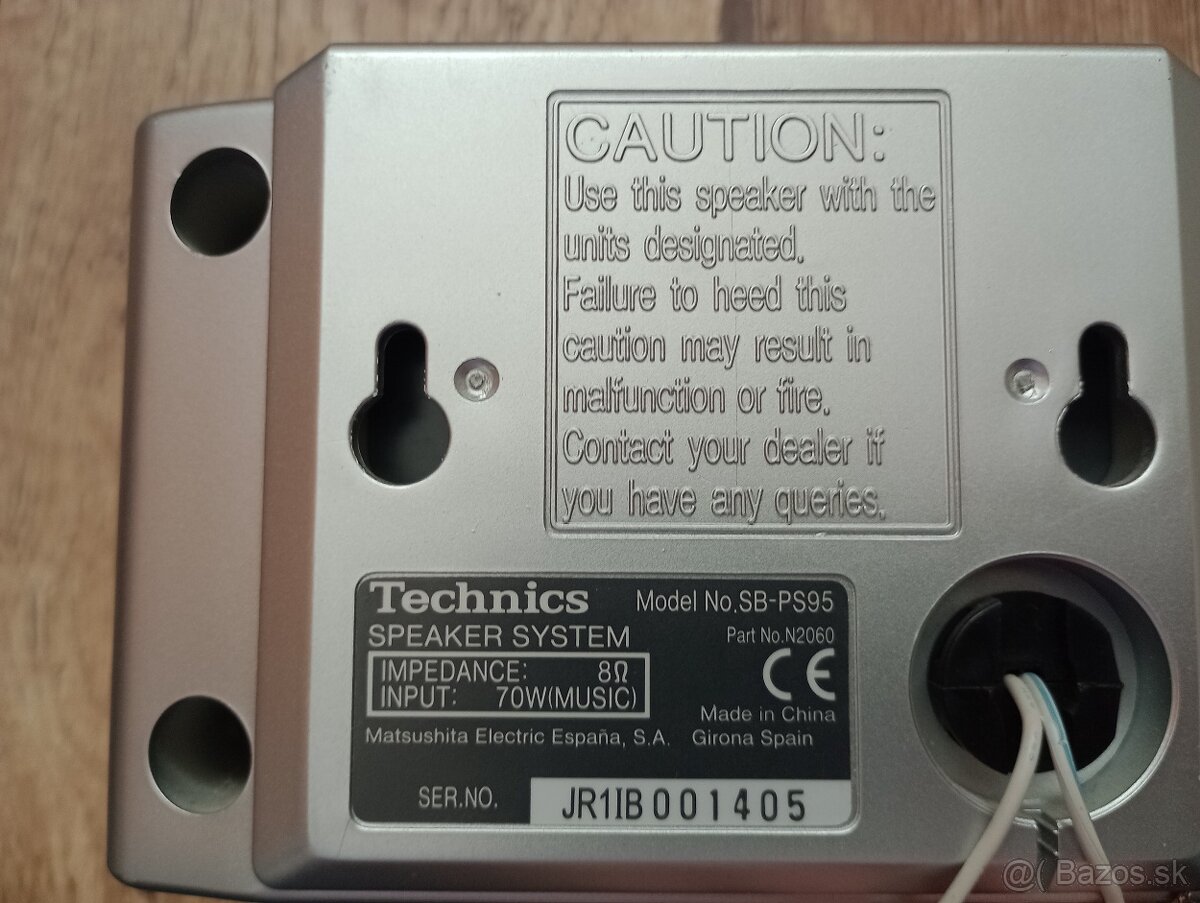 CAUTION:
Use this speaker with the
units designated.
Failure to heed this
caution may result in
malfunction or fire.
Contact your dealer if
you have any queries.
Technics Model No.SB-PS95
SPEAKER SYSTEM Part No.N2060
IMPEDANCE: 8Ω
INPUT: 70W(MUSIC)
CE
Made in China
Matsushita Electric España, S.A. Girona Spain
SER.NO. JR1IB001405
@( Bazos.sk